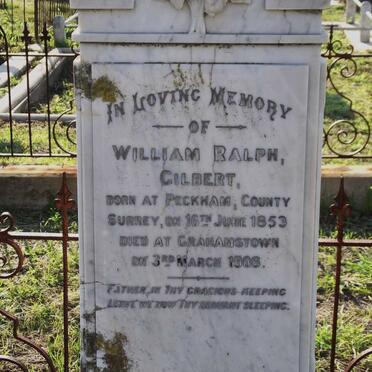 IN LOVING MEMORY
OF
WILLIAM RALPH,
GILBERT,
BORN AT PECKHAM, COUNTY
SURREY, ON 16TH JUNE 1853
DIED AT GRAHAMSTOWN
ON 3RD MARCH 1908.
FATHER, IN THY GRACIOUS KEEPING
LEAVE WE NOW THY SERVANT SLEEPING.